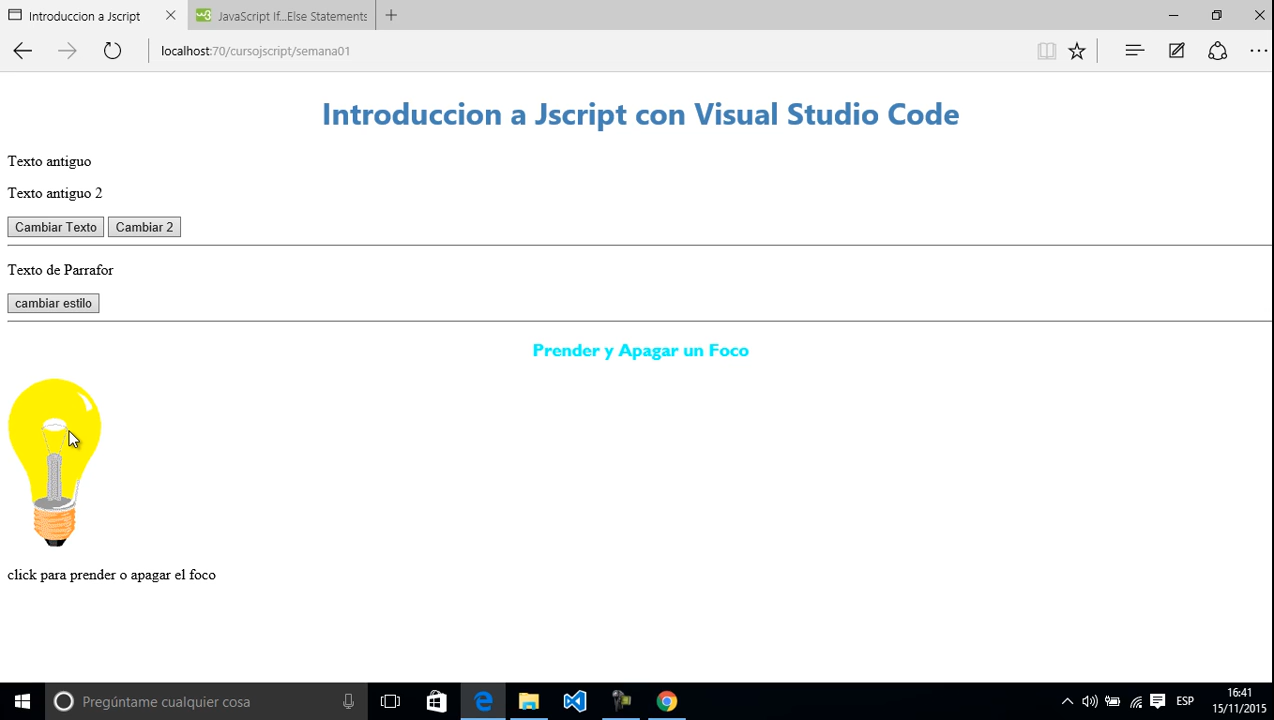 Introduccion a Jscript
JavaScript If...Else Statements
localhost:70/cursojscript/semana01
Introduccion a Jscript con Visual Studio Code
Texto antiguo
Texto antiguo 2
Cambiar Texto Cambiar 2
Texto de Parrafor
cambiar estilo
Prender y Apagar un Foco
click para prender o apagar el foco
Pregúntame cualquier cosa
ESP
16:41
15/11/2015